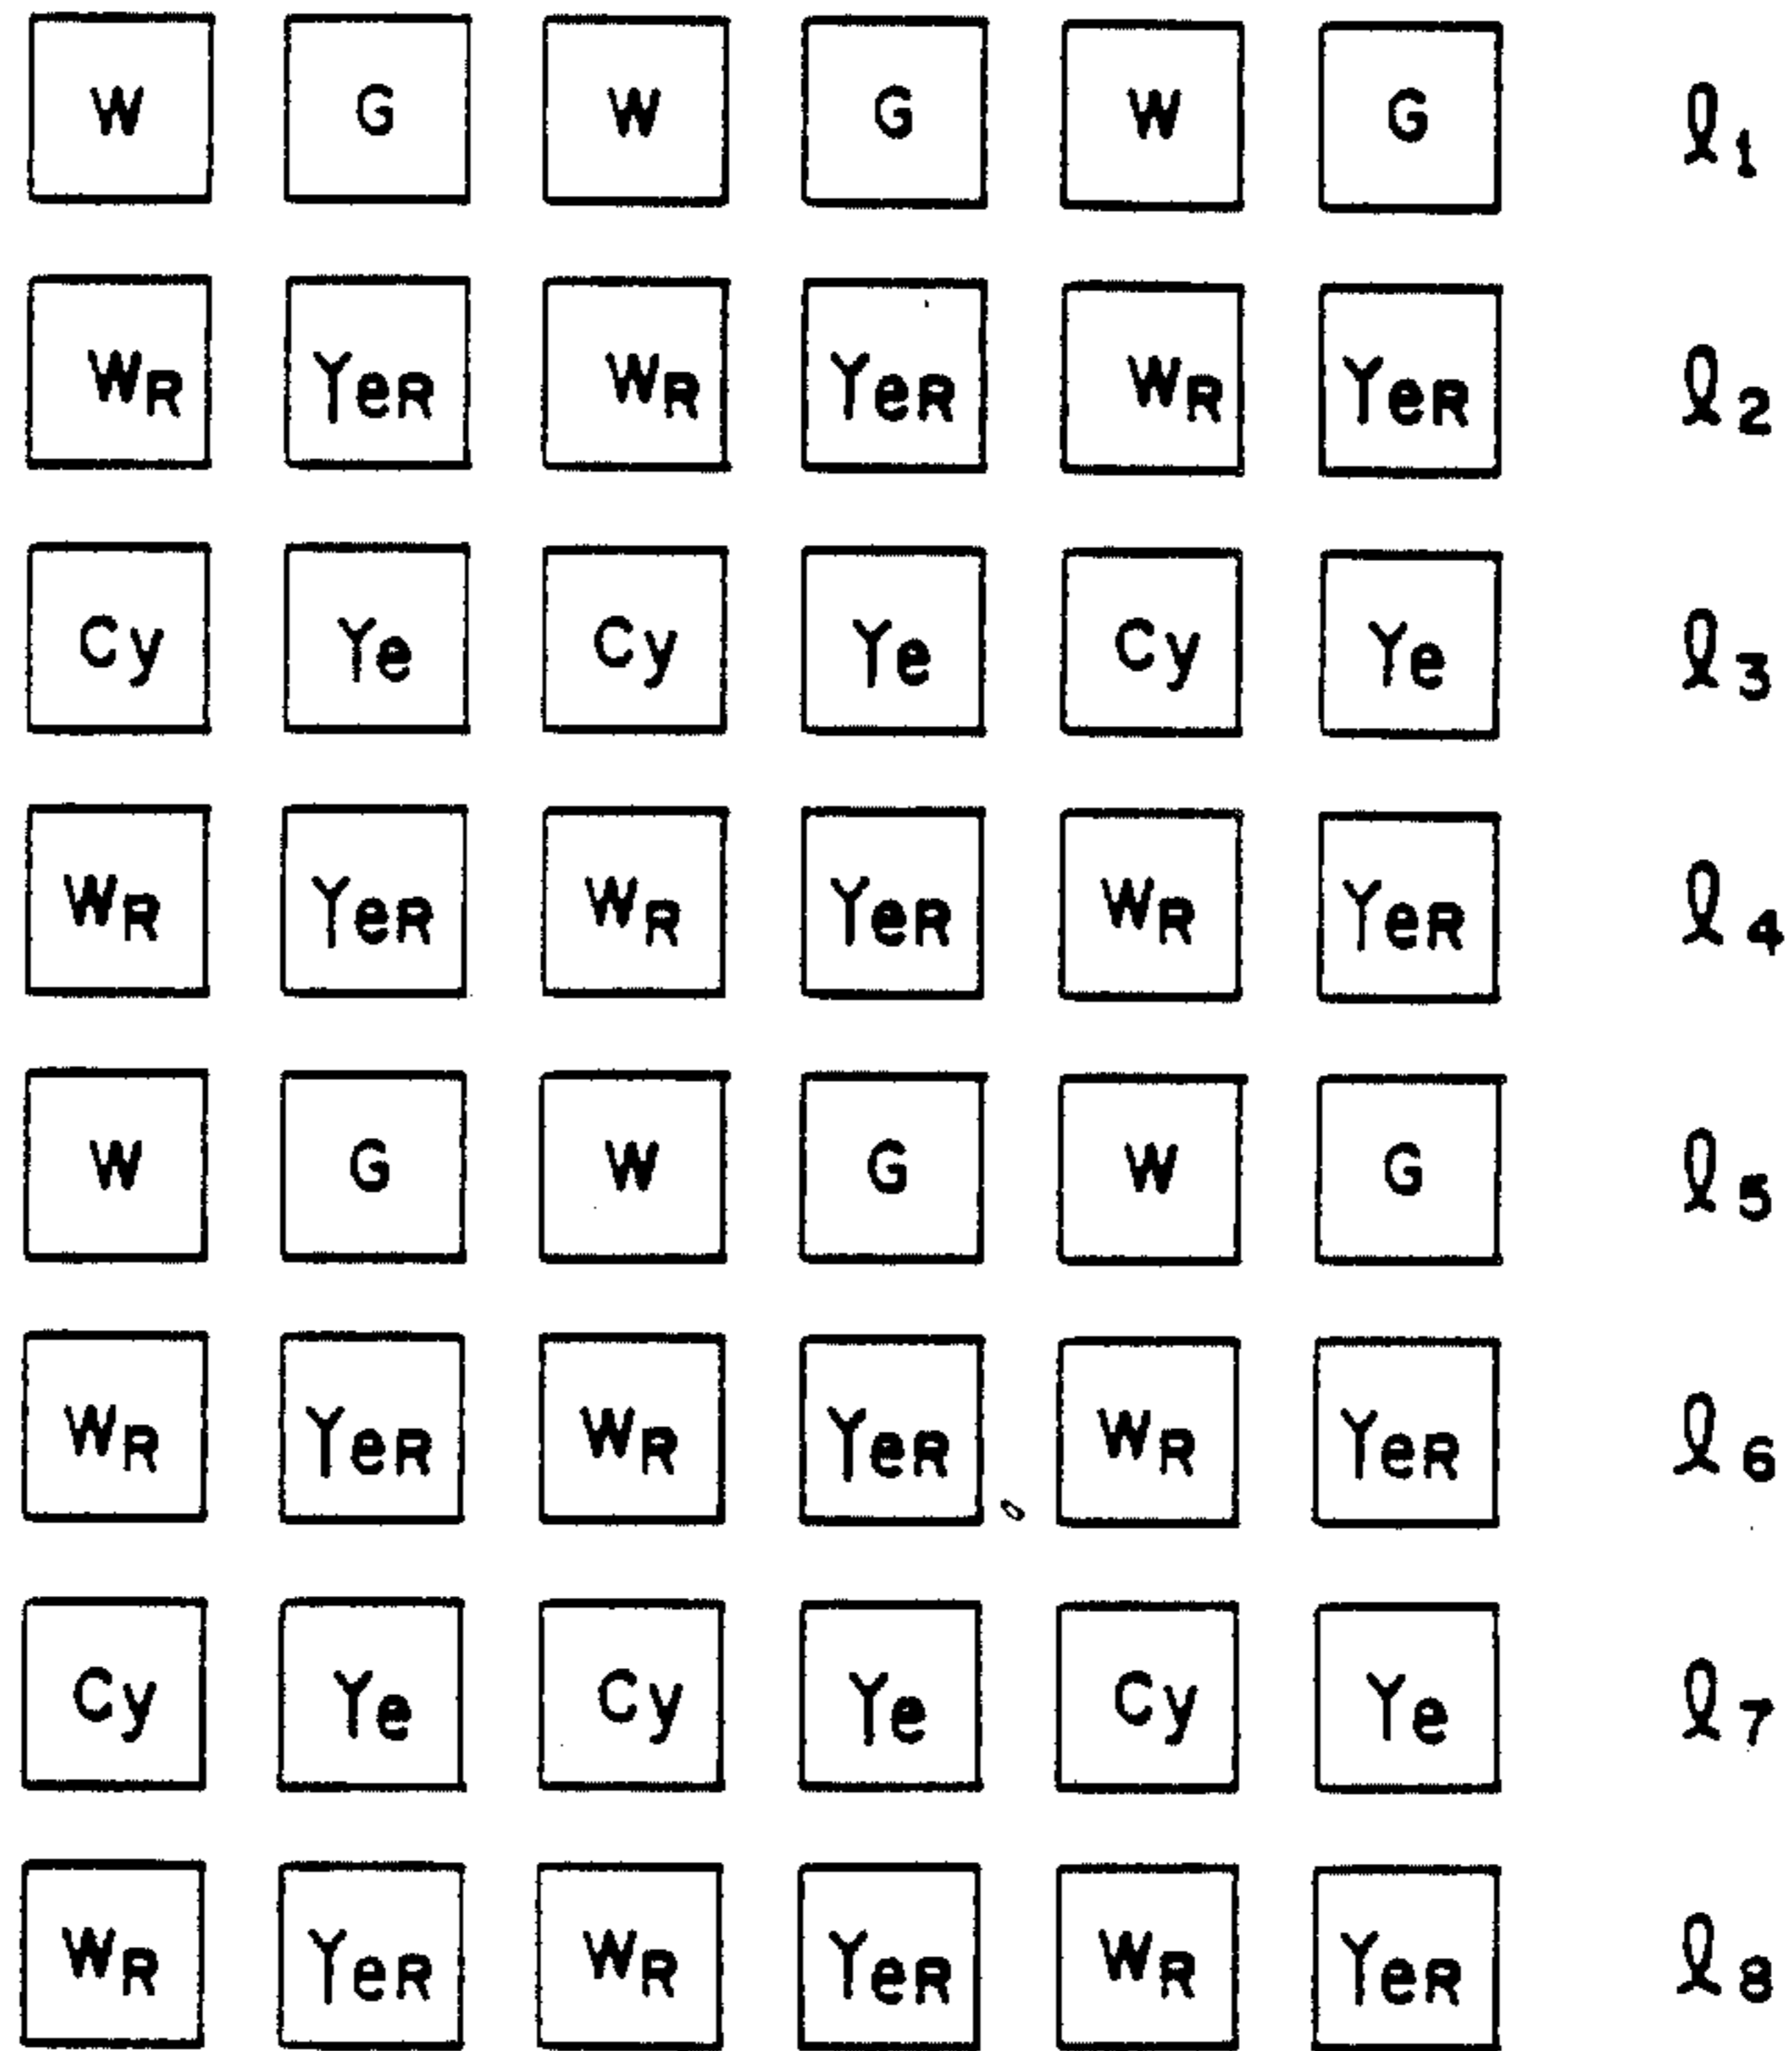 W G W G W G ℓ1
WR YeR WR YeR WR YeR ℓ2
Cy Ye Cy Ye Cy Ye ℓ3
WR YeR WR YeR WR YeR ℓ4
W G W G W G ℓ5
WR YeR WR YeR WR YeR ℓ6
Cy Ye Cy Ye Cy Ye ℓ7
WR YeR WR YeR WR YeR ℓ8